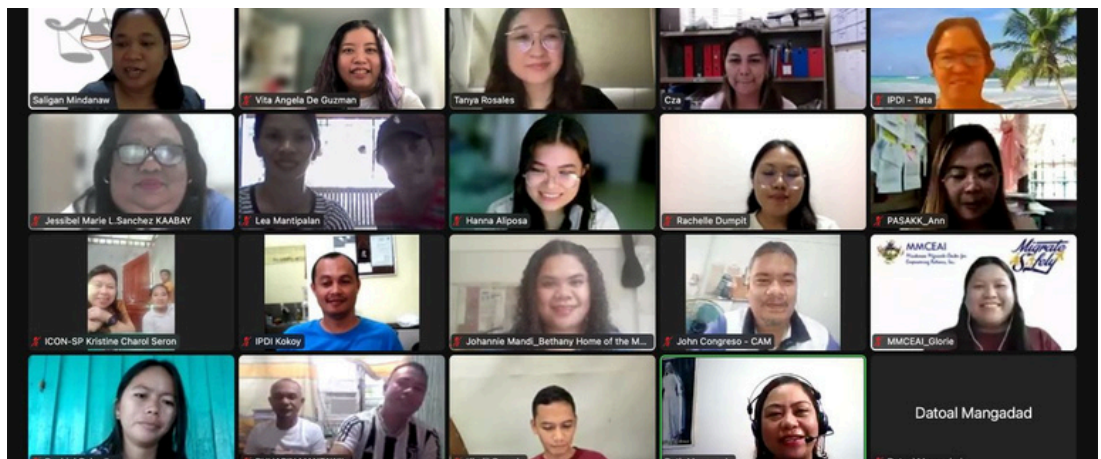 Saligan Mindanaw
Vita Angela De Guzman
Tanya Rosales
Cza
IPDI - Tata
Jessibel Marie L.Sanchez KAABAY
Lea Mantipalan
Hanna Aliposa
Rachelle Dumpit
PASAKK_Ann
MMCEAI
Migrate
Safely
ICON-SP Kristine Charol Seron
IPDI Kokoy
Johannie Mandi_Bethany Home of the M...
John Congreso - CAM
MMCEAI_Glorie
Datoal Mangadad